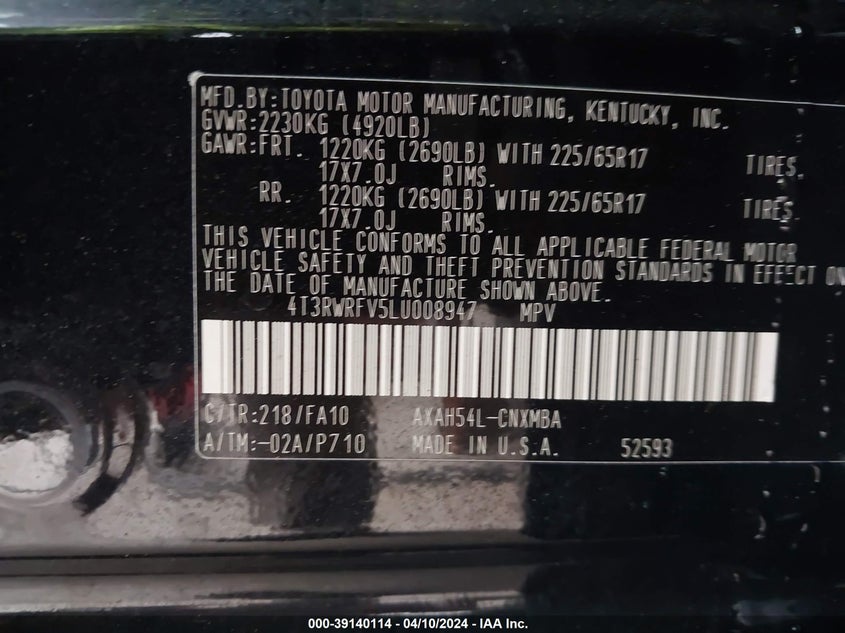 MFD.BY:TOYOTA MOTOR MANUFACTURING, KENTUCKY, INC.
GVWR:2230KG (4920LB)
GAWR:FRT. 1220KG (2690LB) WITH 225/65R17 TIRES,
17X7.0J RIMS.
RR. 1220KG (2690LB) WITH 225/65R17 TIRES,
17X7.0J RIMS.
THIS VEHICLE CONFORMS TO ALL APPLICABLE FEDERAL MOTOR
VEHICLE SAFETY AND THEFT PREVENTION STANDARDS IN EFFECT ON
THE DATE OF MANUFACTURE SHOWN ABOVE.
4T3RWRFV5LU008947 MPV
C/TR:218/FA10 AXAH54L-CNXMBA
A/TM:-02A/P710 MADE IN U.S.A. 52593
000-39140114 - 04/10/2024 - IAA Inc.